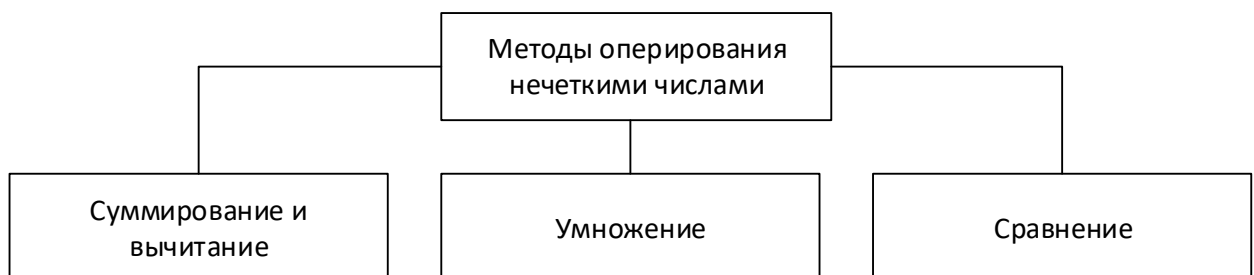 Методы оперирования
нечеткими числами
Суммирование и
вычитание
Умножение
Сравнение